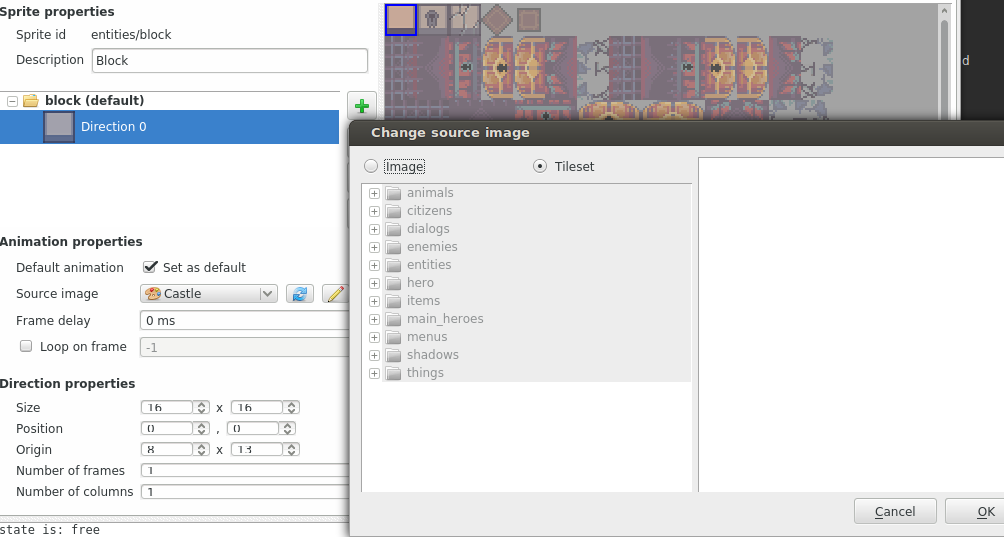 Sprite properties
Sprite id entities/block
Description Block
block (default)
Direction 0
d
Change source image
Image Tileset
animals
citizens
dialogs
enemies
entities
hero
items
main_heroes
menus
shadows
things
Animation properties
Default animation Set as default
Source image Castle
Frame delay 0 ms
Loop on frame -1
Direction properties
Size 16 x 16
Position 0 , 0
Origin 8 x 13
Number of frames 1
Number of columns 1
Cancel OK
state is: free